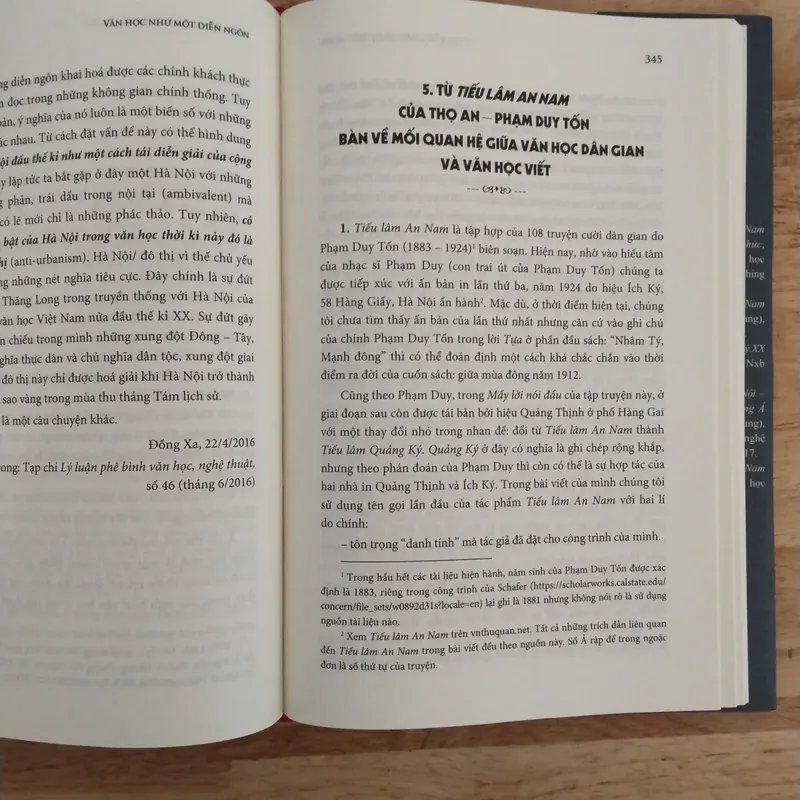 VĂN HỌC NHƯ MỘT DIỄN NGÔN
diễn ngôn khai hoá được các chính khách thực
đọc trong những không gian chính thống. Tuy
ý nghĩa của nó luôn là một biến số với những
nhau. Từ cách đặt vấn đề này có thể hình dung
đầu thế kỉ như một cách tái diễn giải của cộng
lập tức ta bắt gặp ở đây một Hà Nội với những
phản, trái dấu trong nội tại (ambivalent) mà
có lẽ mới chỉ là những phác thảo. Tuy nhiên, có
bật của Hà Nội trong văn học thời kì này đó là
(anti-urbanism). Hà Nội/ đô thị vì thế chủ yếu
những nét nghĩa tiêu cực. Đây chính là sự đứt
Thăng Long trong truyền thống với Hà Nội của
văn học Việt Nam nửa đầu thế kỉ XX. Sự đứt gãy
chiếu trong mình những xung đột Đông – Tây,
nghĩa thực dân và chủ nghĩa dân tộc, xung đột giai
đô thị này chỉ được hoá giải khi Hà Nội trở thành
sao vàng trong mùa thu tháng Tám lịch sử.
là một câu chuyện khác.
Đồng Xa, 22/4/2016
trong: Tạp chí Lý luận phê bình văn học, nghệ thuật,
số 46 (tháng 6/2016)
345
5. TỪ TIẾU LÂM AN NAM
CỦA THỌ AN – PHẠM DUY TỐN
BÀN VỀ MỐI QUAN HỆ GIỮA VĂN HỌC DÂN GIAN
VÀ VĂN HỌC VIẾT
1. Tiếu lâm An Nam là tập hợp của 108 truyện cười dân gian do
Phạm Duy Tốn (1883 – 1924)¹ biên soạn. Hiện nay, nhờ vào hiếu tâm
của nhạc sĩ Phạm Duy (con trai út của Phạm Duy Tốn) chúng ta
được tiếp xúc với ấn bản in lần thứ ba, năm 1924 do hiệu Ích Ký,
58 Hàng Giấy, Hà Nội ấn hành². Mặc dù, ở thời điểm hiện tại, chúng
tôi chưa tìm thấy ấn bản của lần thứ nhất nhưng căn cứ vào ghi chú
của chính Phạm Duy Tốn trong lời Tựa ở phần đầu sách: “Nhâm Tý,
Mạnh đông” thì có thể đoán định một cách khá chắc chắn vào thời
điểm ra đời của cuốn sách: giữa mùa đông năm 1912.
Cũng theo Phạm Duy, trong Mấy lời nói đầu của tập truyện này, ở
giai đoạn sau còn được tái bản bởi hiệu Quảng Thịnh ở phố Hàng Gai
với một thay đổi nhỏ trong nhan đề: đổi từ Tiếu lâm An Nam thành
Tiếu lâm Quảng Ký. Quảng Ký ở đây có nghĩa là ghi chép rộng khắp,
nhưng theo phán đoán của Phạm Duy thì còn có thể là sự hợp tác của
hai nhà in Quảng Thịnh và Ích Ký. Trong bài viết của mình chúng tôi
sử dụng tên gọi lần đầu của tác phẩm Tiếu lâm An Nam với hai lí
do chính:
– tôn trọng “danh tính” mà tác giả đã đặt cho công trình của mình.
¹ Trong hầu hết các tài liệu hiện hành, năm sinh của Phạm Duy Tốn được xác
định là 1883, riêng trong công trình của Schafer (https://scholarworks.calstate.edu/
concern/file_sets/w0892d31s?locale=en) lại ghi là 1881 nhưng không nói rõ là sử dụng
nguồn tài liệu nào.
² Xem Tiếu lâm An Nam trên vnthuquan.net. Tất cả những trích dẫn liên quan
đến Tiếu lâm An Nam trong bài viết đều theo nguồn này. Số Ả rập để trong ngoặc
đơn là số thứ tự của truyện.
Nam
học
Nam
XX
Nxb
Nội –
Á
nghệ
17.
Nam
học